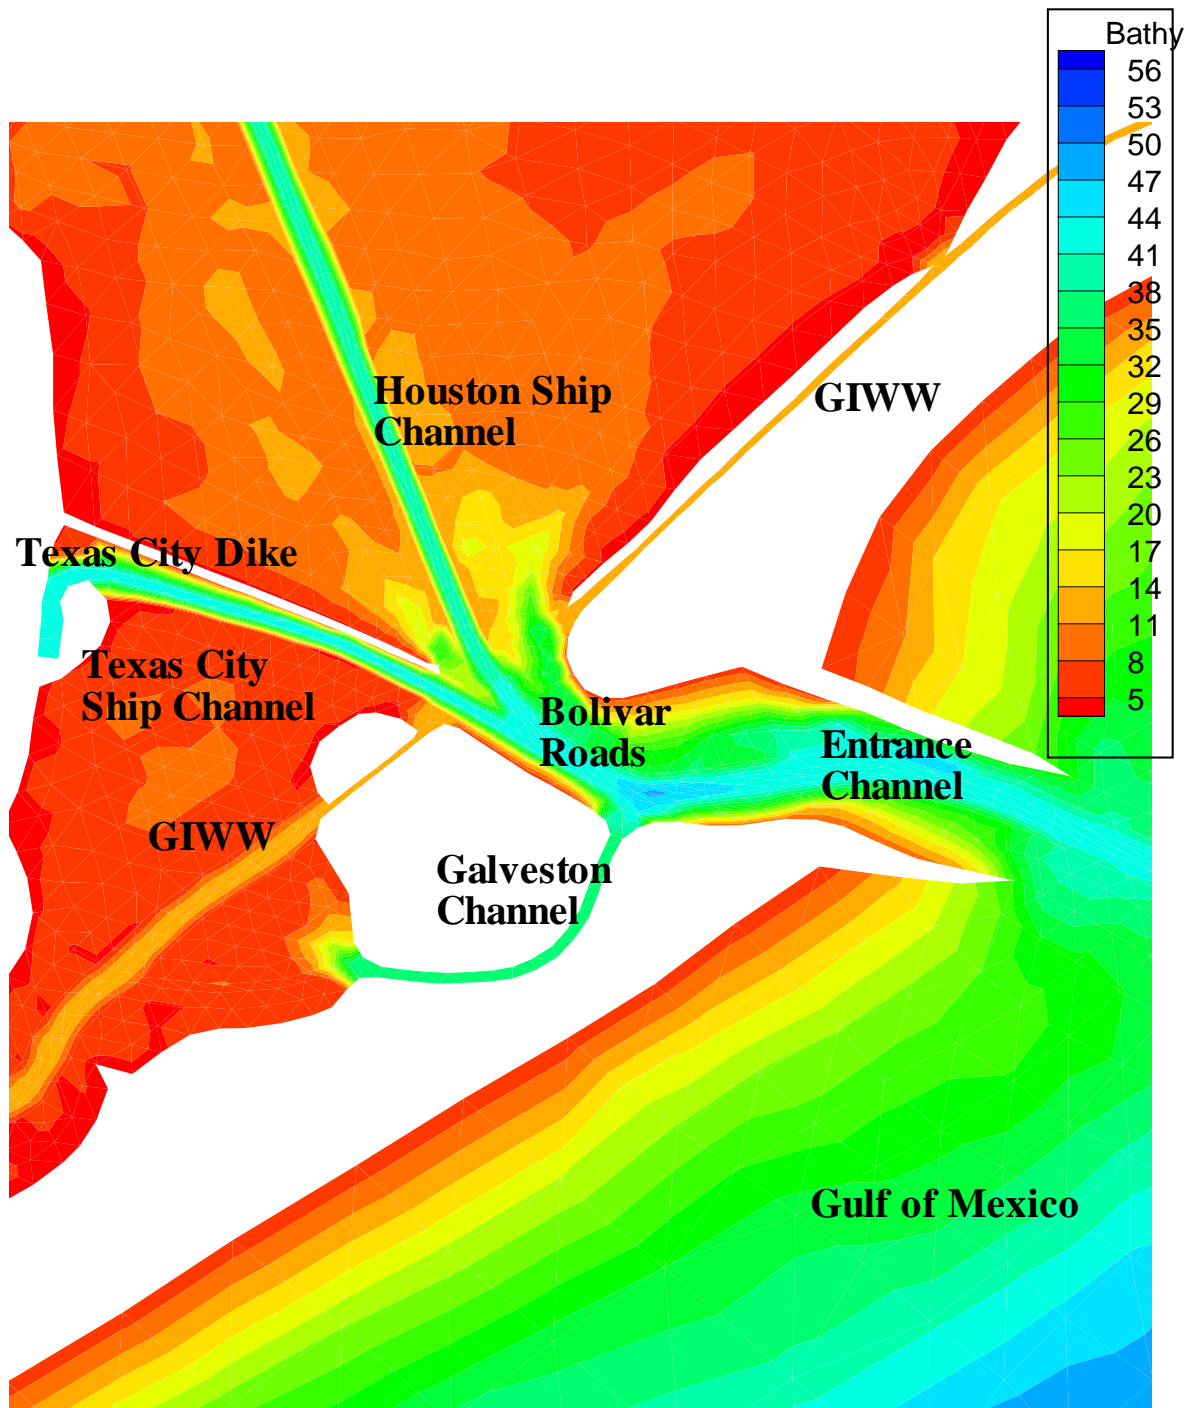 Bathy
56
53
50
47
44
41
38
35
32
29
26
23
20
17
14
11
8
5
Houston Ship
Channel
GIWW
Texas City Dike
Texas City
Ship Channel
Bolivar
Roads
Entrance
Channel
GIWW
Galveston
Channel
Gulf of Mexico